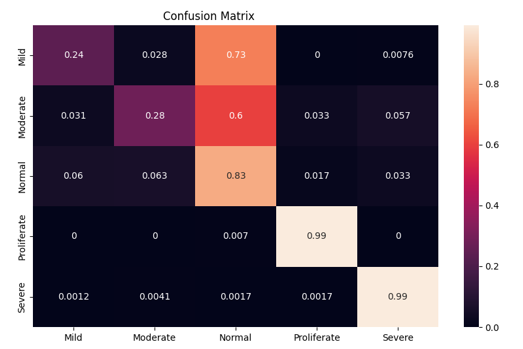 Confusion Matrix
Mild 0.24 0.028 0.73 0 0.0076
Moderate 0.031 0.28 0.6 0.033 0.057
Normal 0.06 0.063 0.83 0.017 0.033
Proliferate 0 0 0.007 0.99 0
Severe 0.0012 0.0041 0.0017 0.0017 0.99
Mild Moderate Normal Proliferate Severe
0.8
0.6
0.4
0.2
0.0